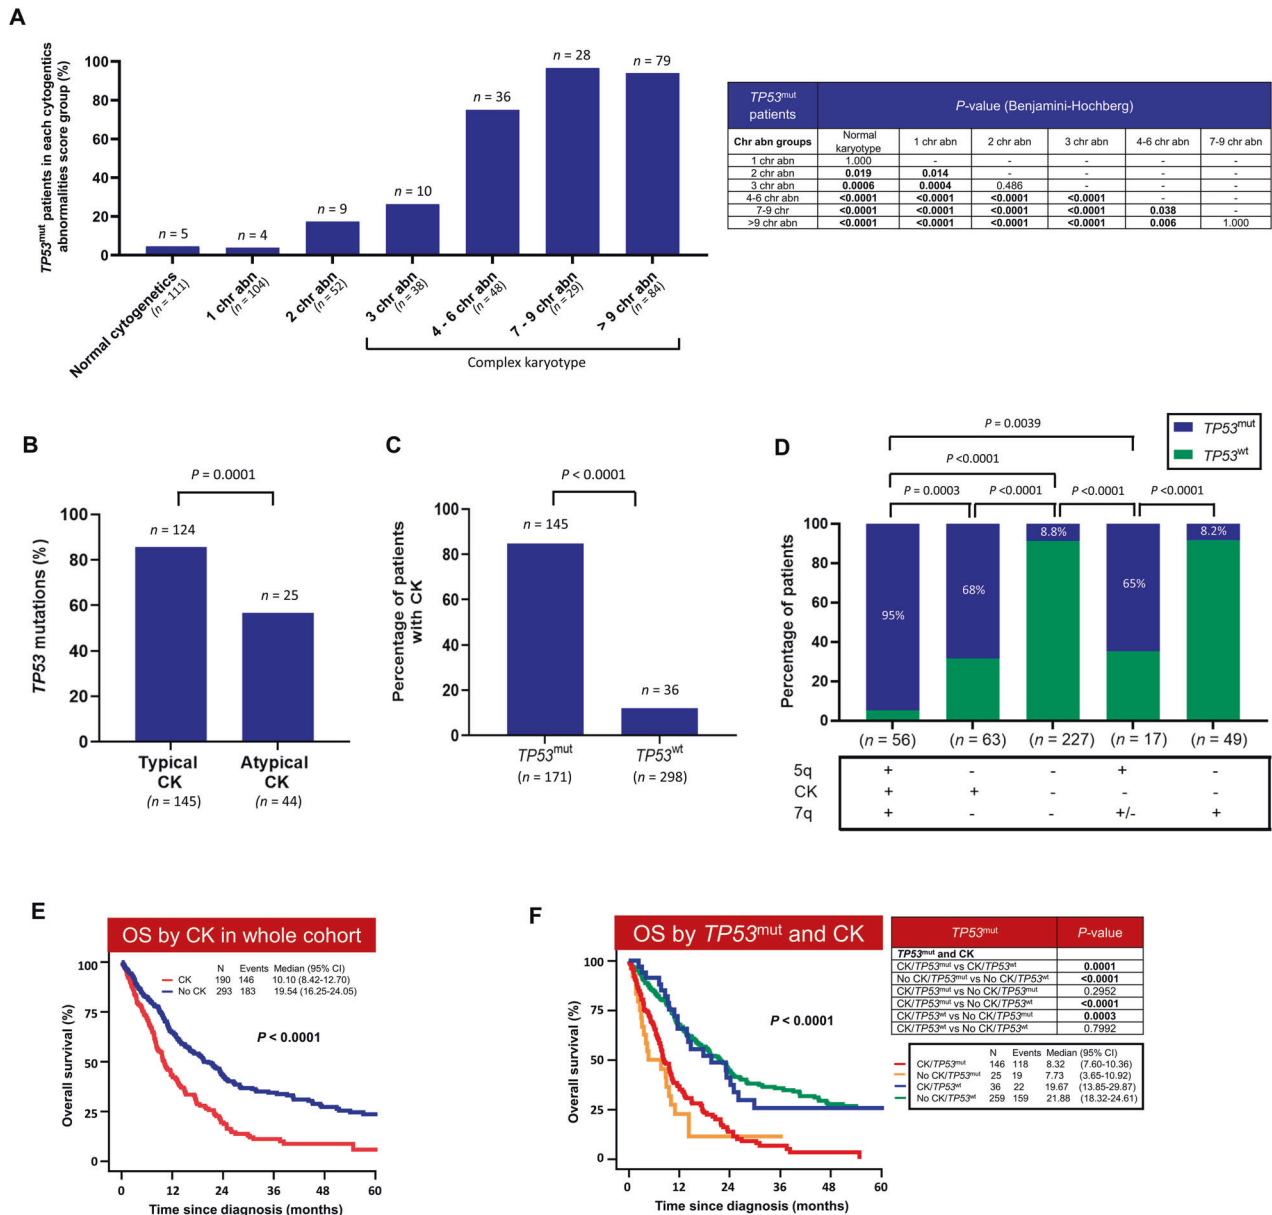 A
TP53mut patients in each cytogentics
abnormalities score group (%)
100
80
60
40
20
0
n = 5
n = 4
n = 9
n = 10
n = 36
n = 28
n = 79
Normal cytogenetics
(n = 111)
1 chr abn
(n = 104)
2 chr abn
(n = 52)
3 chr abn
(n = 38)
4 - 6 chr abn
(n = 48)
7 - 9 chr abn
(n = 29)
> 9 chr abn
(n = 84)
Complex karyotype
TP53mut patients P-value (Benjamini-Hochberg)
Chr abn groups Normal karyotype 1 chr abn 2 chr abn 3 chr abn 4-6 chr abn 7-9 chr abn
1 chr abn 1.000 - - - - -
2 chr abn 0.019 0.014 - - - -
3 chr abn 0.0006 0.0004 0.486 - - -
4-6 chr abn <0.0001 <0.0001 <0.0001 <0.0001 - -
7-9 chr <0.0001 <0.0001 <0.0001 <0.0001 0.038 -
>9 chr abn <0.0001 <0.0001 <0.0001 <0.0001 0.006 1.000
B
P = 0.0001
TP53 mutations (%)
100
80
60
40
20
0
n = 124
n = 25
Typical CK
(n = 145)
Atypical CK
(n = 44)
C
P < 0.0001
Percentage of patients
with CK
100
80
60
40
20
0
n = 145
n = 36
TP53mut
(n = 171)
TP53wt
(n = 298)
D
TP53mut
TP53wt
P = 0.0039
P <0.0001
P = 0.0003
P <0.0001
P <0.0001
P <0.0001
Percentage of patients
100
80
60
40
20
0
95%
68%
8.8%
65%
8.2%
(n = 56) (n = 63) (n = 227) (n = 17) (n = 49)
5q + - - + -
CK + + - - -
7q + - - +/- +
E
OS by CK in whole cohort
N Events Median (95% CI)
CK 190 146 10.10 (8.42-12.70)
No CK 293 183 19.54 (16.25-24.05)
P < 0.0001
Overall survival (%)
100
75
50
25
0
0 12 24 36 48 60
Time since diagnosis (months)
F
OS by TP53mut and CK
P < 0.0001
Overall survival (%)
100
75
50
25
0
0 12 24 36 48 60
Time since diagnosis (months)
TP53mut P-value
TP53mut and CK
CK/TP53mut vs CK/TP53wt 0.0001
No CK/TP53mut vs No CK/TP53wt <0.0001
CK/TP53mut vs No CK/TP53mut 0.2952
CK/TP53mut vs No CK/TP53wt <0.0001
CK/TP53wt vs No CK/TP53mut 0.0003
CK/TP53wt vs No CK/TP53wt 0.7992
N Events Median (95% CI)
CK/TP53mut 146 118 8.32 (7.60-10.36)
No CK/TP53mut 25 19 7.73 (3.65-10.92)
CK/TP53wt 36 22 19.67 (13.85-29.87)
No CK/TP53wt 259 159 21.88 (18.32-24.61)